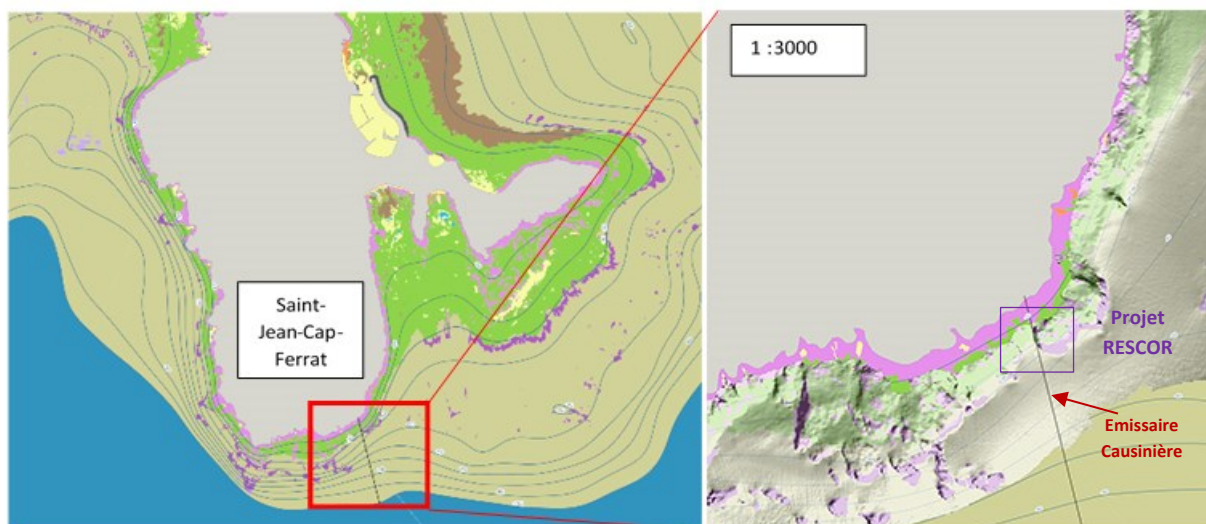 Saint-
Jean-Cap-
Ferrat
1 :3000
Projet
RESCOR
Emissaire
Causinière